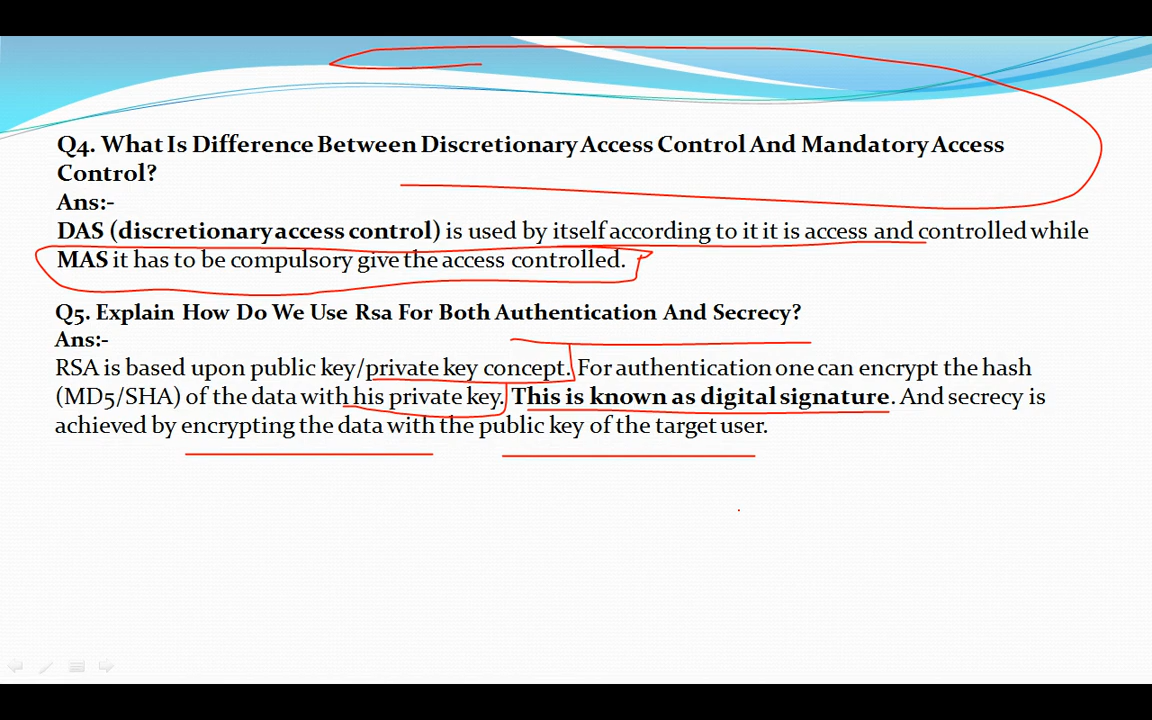 Q4. What Is Difference Between Discretionary Access Control And Mandatory Access
Control?
Ans:-
DAS (discretionary access control) is used by itself according to it it is access and controlled while
MAS it has to be compulsory give the access controlled.
Q5. Explain How Do We Use Rsa For Both Authentication And Secrecy?
Ans:-
RSA is based upon public key/private key concept. For authentication one can encrypt the hash
(MD5/SHA) of the data with his private key. This is known as digital signature. And secrecy is
achieved by encrypting the data with the public key of the target user.